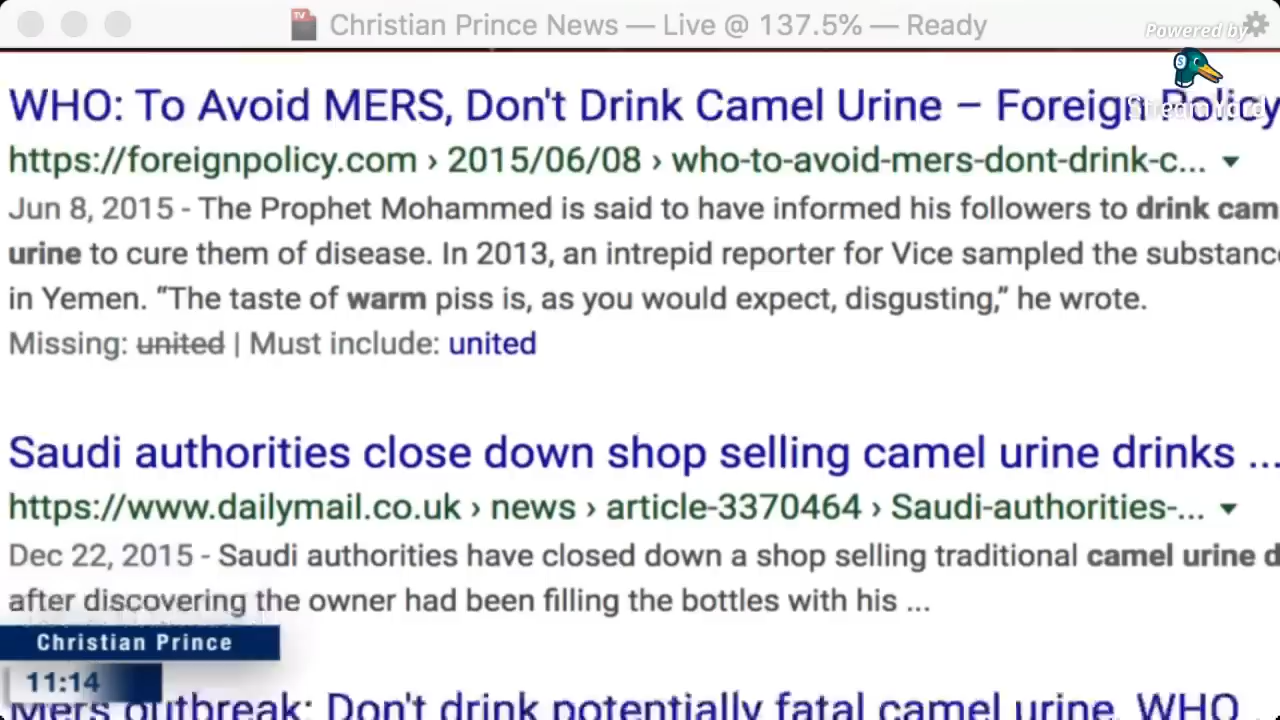 Christian Prince News — Live @ 137.5% — Ready
Powered by
StreamYard
WHO: To Avoid MERS, Don't Drink Camel Urine – Foreign Policy
https://foreignpolicy.com › 2015/06/08 › who-to-avoid-mers-dont-drink-c...
Jun 8, 2015 - The Prophet Mohammed is said to have informed his followers to drink cam
urine to cure them of disease. In 2013, an intrepid reporter for Vice sampled the substanc
in Yemen. “The taste of warm piss is, as you would expect, disgusting,” he wrote.
Missing: united | Must include: united
Saudi authorities close down shop selling camel urine drinks ...
https://www.dailymail.co.uk › news › article-3370464 › Saudi-authorities-...
Dec 22, 2015 - Saudi authorities have closed down a shop selling traditional camel urine d
after discovering the owner had been filling the bottles with his ...
Christian Prince
11:14
Mers outbreak: Don't drink potentially fatal camel urine, WHO